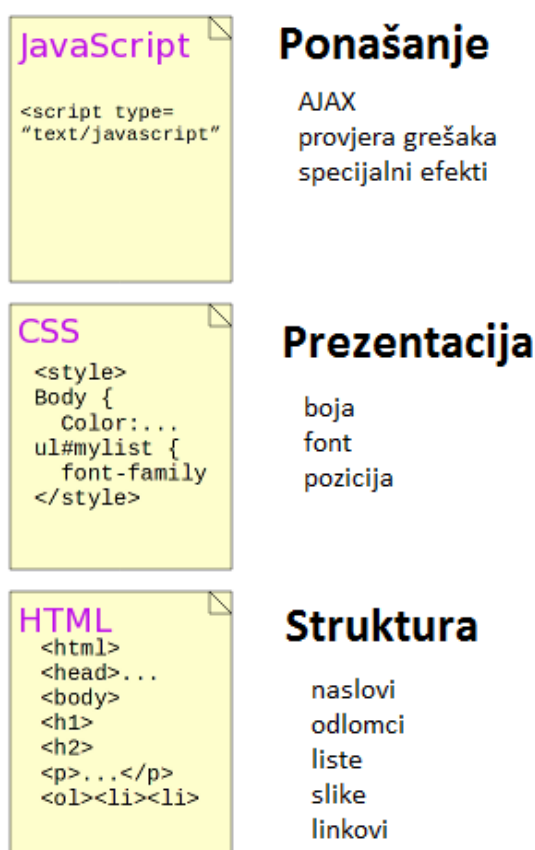 JavaScript
<script type=
“text/javascript”
Ponašanje
AJAX
provjera grešaka
specijalni efekti
CSS
<style>
Body {
Color:...
ul#mylist {
font-family
</style>
Prezentacija
boja
font
pozicija
HTML
<html>
<head>...
<body>
<h1>
<h2>
<p>...</p>
<ol><li><li>
Struktura
naslovi
odlomci
liste
slike
linkovi